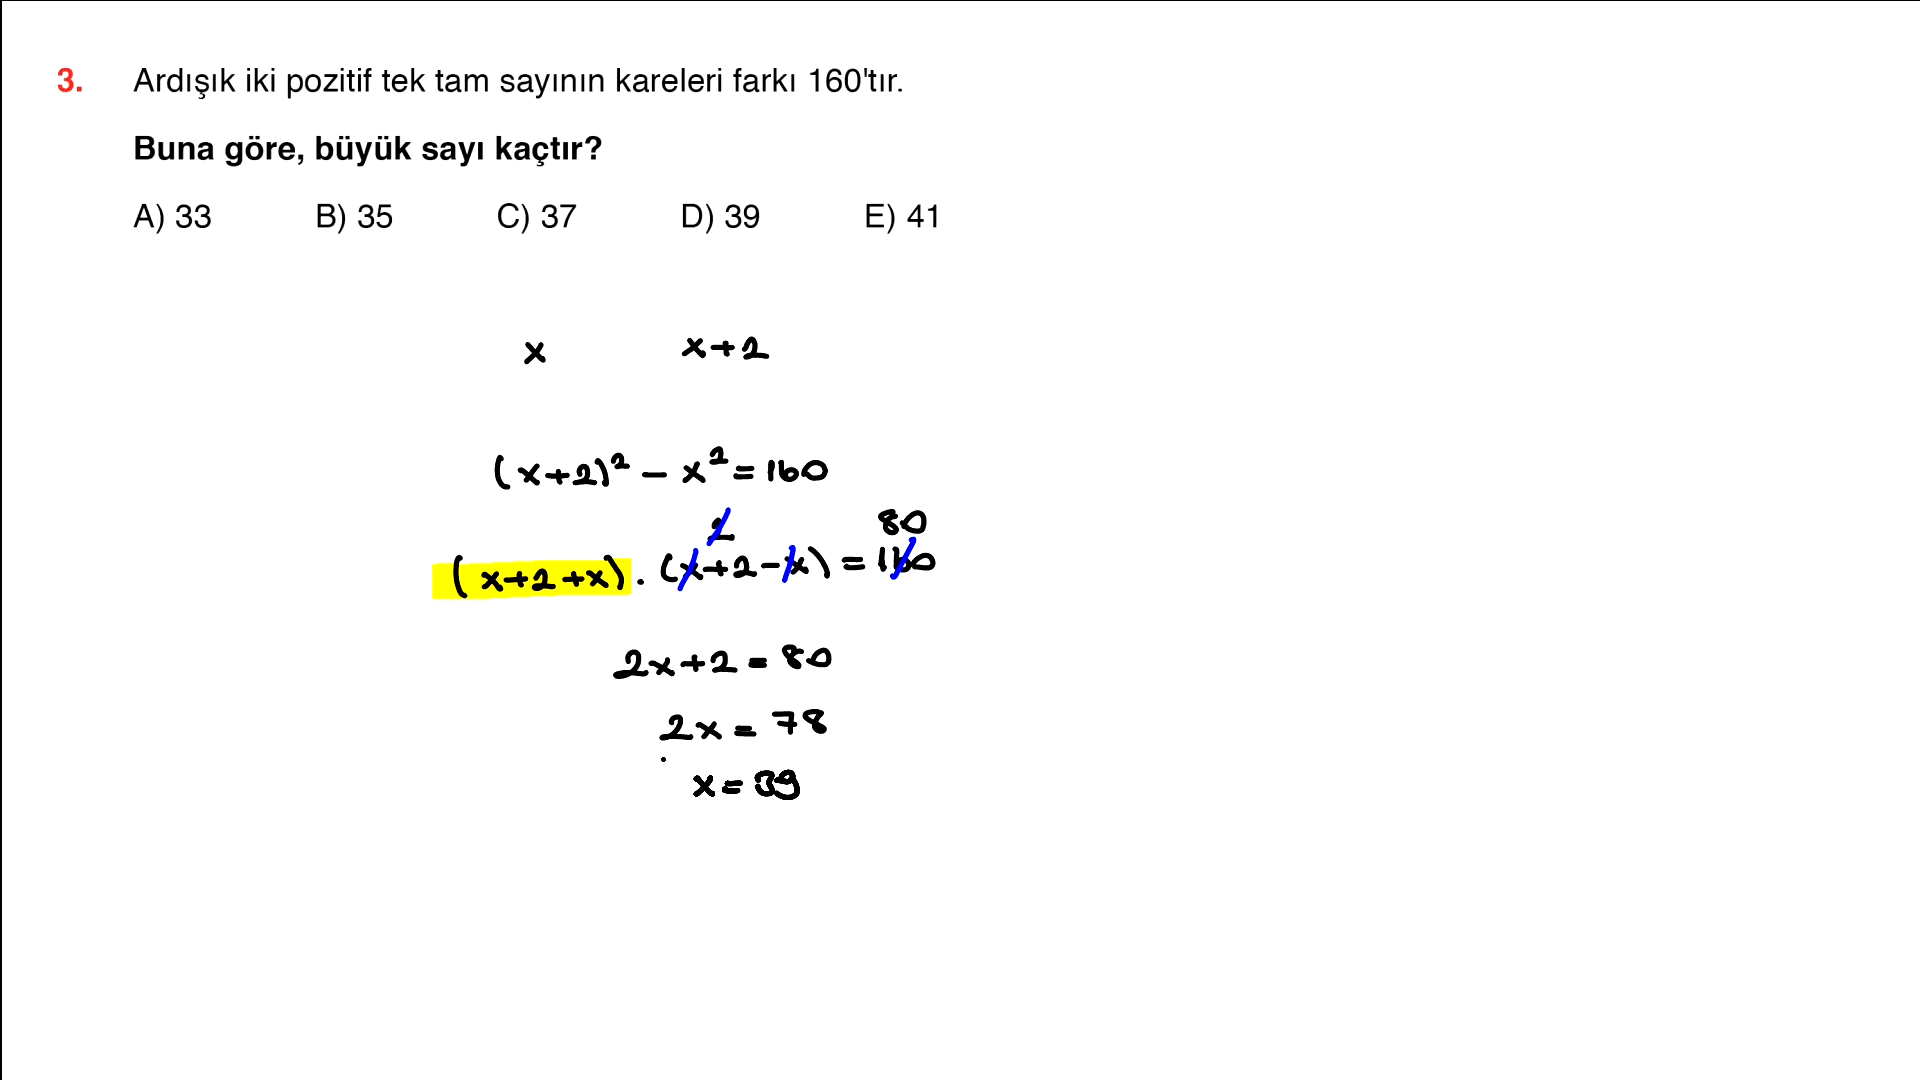 3. Ardışık iki pozitif tek tam sayının kareleri farkı 160'tır.
Buna göre, büyük sayı kaçtır?
A) 33 B) 35 C) 37 D) 39 E) 41
x x+2
(x+2)² - x² = 160
2 80
(x+2+x) . (x+2-x) = 160
2x+2 = 80
2x = 78
x = 39